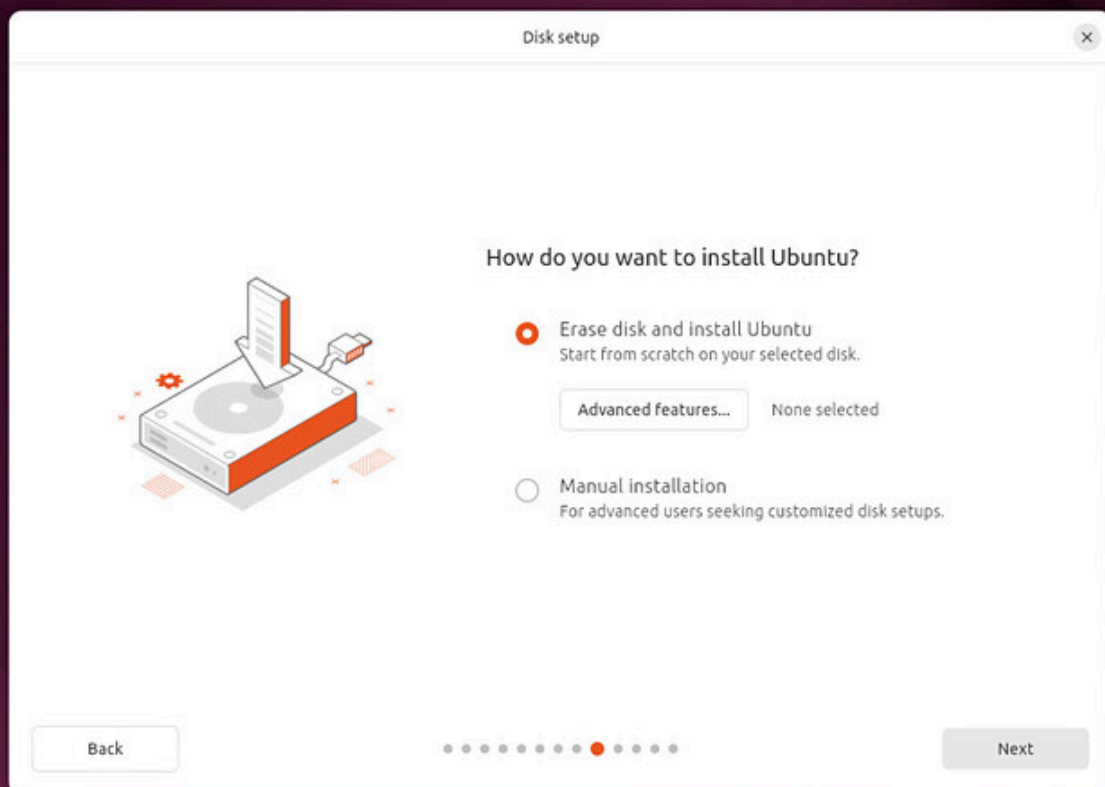 Disk setup
How do you want to install Ubuntu?
Erase disk and install Ubuntu
Start from scratch on your selected disk.
Advanced features...
None selected
Manual installation
For advanced users seeking customized disk setups.
Back
Next